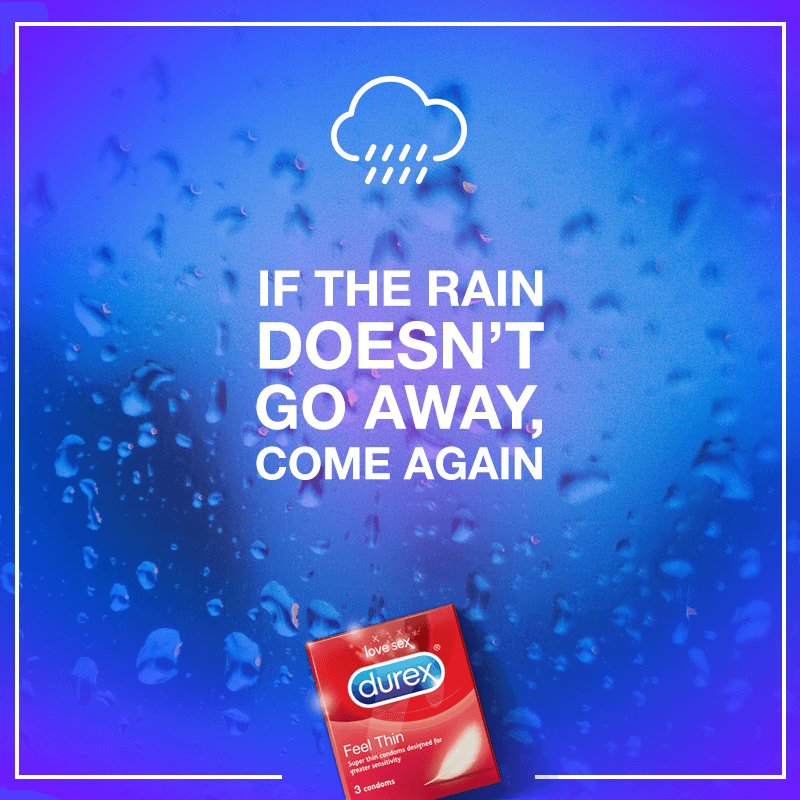 IF THE RAIN
DOESN'T
GO AWAY,
COME AGAIN
love sex
durex®
Feel Thin
Super thin condoms designed for
greater sensitivity
3 condoms